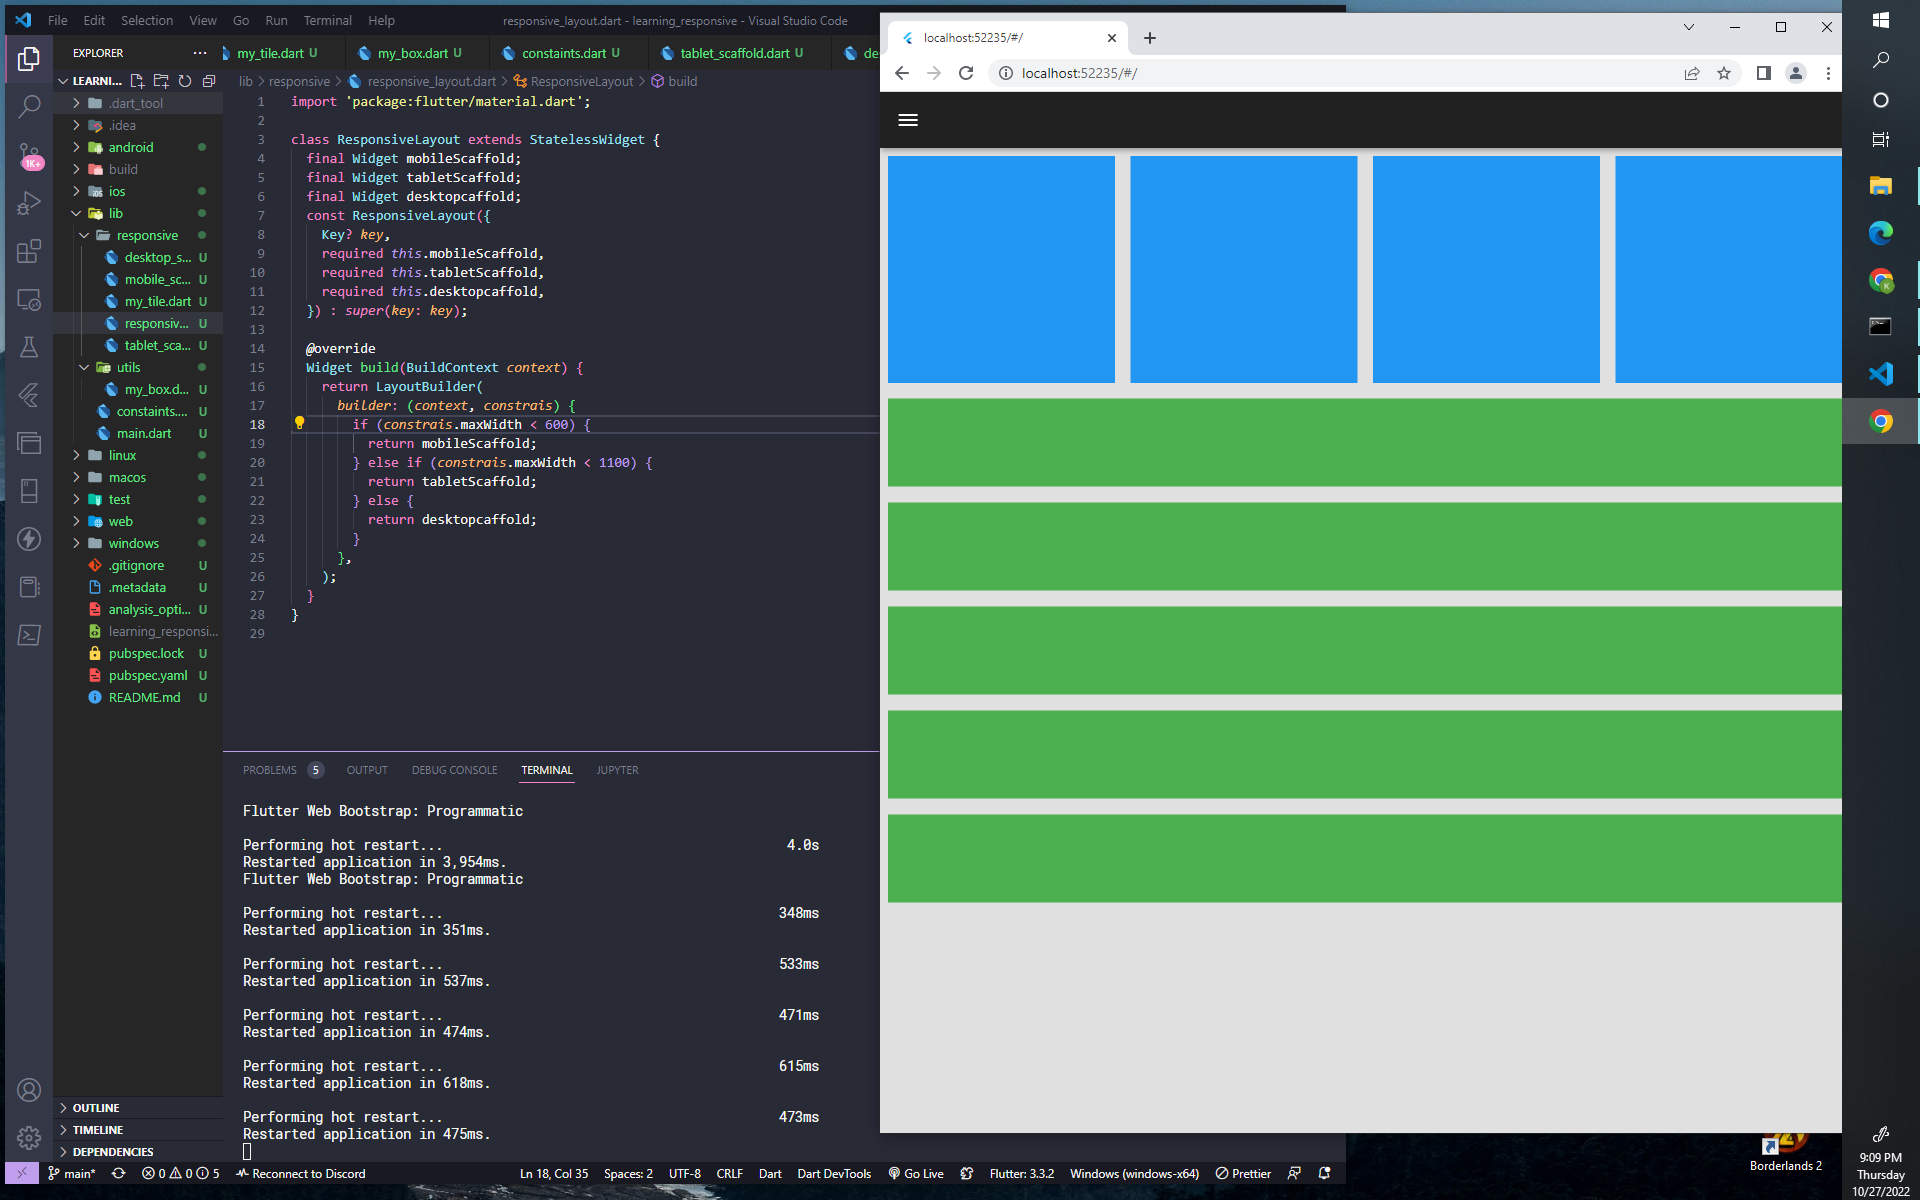 File Edit Selection View Go Run Terminal Help
responsive_layout.dart - learning_responsive - Visual Studio Code
EXPLORER
LEARNI...
.dart_tool
.idea
android
build
ios
lib
responsive
desktop_s... U
mobile_sc... U
my_tile.dart U
responsiv... U
tablet_sca... U
utils
my_box.d... U
constaints.... U
main.dart U
linux
macos
test
web
windows
.gitignore U
.metadata U
analysis_opti... U
learning_responsi...
pubspec.lock U
pubspec.yaml U
README.md U
OUTLINE
TIMELINE
DEPENDENCIES
1K+
my_tile.dart U my_box.dart U constaints.dart U tablet_scaffold.dart U de
lib > responsive > responsive_layout.dart > ResponsiveLayout > build
1 import 'package:flutter/material.dart';
2
3 class ResponsiveLayout extends StatelessWidget {
4 final Widget mobileScaffold;
5 final Widget tabletScaffold;
6 final Widget desktopcaffold;
7 const ResponsiveLayout({
8 Key? key,
9 required this.mobileScaffold,
10 required this.tabletScaffold,
11 required this.desktopcaffold,
12 }) : super(key: key);
13
14 @override
15 Widget build(BuildContext context) {
16 return LayoutBuilder(
17 builder: (context, constrais) {
18 if (constrais.maxWidth < 600) {
19 return mobileScaffold;
20 } else if (constrais.maxWidth < 1100) {
21 return tabletScaffold;
22 } else {
23 return desktopcaffold;
24 }
25 },
26 );
27 }
28 }
29
PROBLEMS 5 OUTPUT DEBUG CONSOLE TERMINAL JUPYTER
Flutter Web Bootstrap: Programmatic
Performing hot restart... 4.0s
Restarted application in 3,954ms.
Flutter Web Bootstrap: Programmatic
Performing hot restart... 348ms
Restarted application in 351ms.
Performing hot restart... 533ms
Restarted application in 537ms.
Performing hot restart... 471ms
Restarted application in 474ms.
Performing hot restart... 615ms
Restarted application in 618ms.
Performing hot restart... 473ms
Restarted application in 475ms.
main* 0 0 5 Reconnect to Discord Ln 18, Col 35 Spaces: 2 UTF-8 CRLF Dart Dart DevTools Go Live Flutter: 3.3.2 Windows (windows-x64) Prettier
localhost:52235/#/
localhost:52235/#/
K
Borderlands 2
9:09 PM
Thursday
10/27/2022